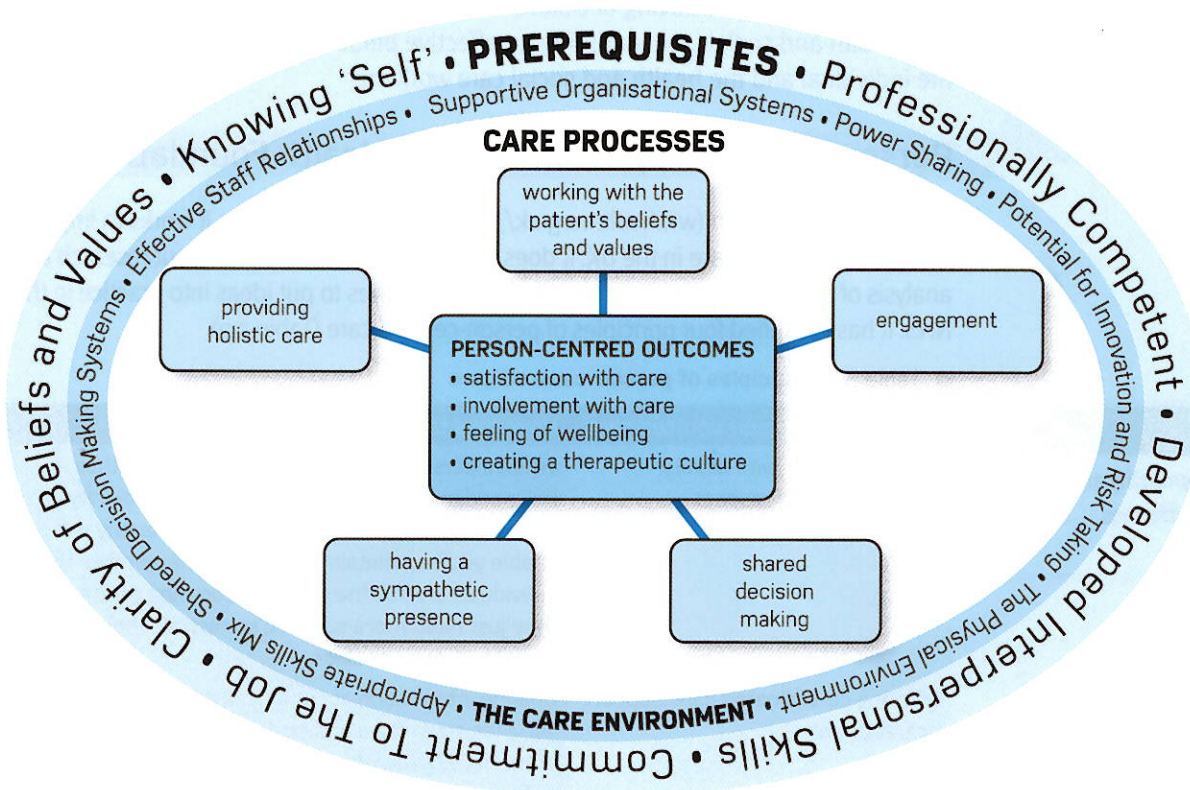 PREREQUISITES • Professionally Competent • Developed Interpersonal Skills • Commitment To The Job • Clarity of Beliefs and Values • Knowing 'Self' •
Supportive Organisational Systems • Power Sharing • Potential for Innovation and Risk Taking • The Physical Environment • THE CARE ENVIRONMENT • Appropriate Skills Mix • Shared Decision Making Systems • Effective Staff Relationships •
CARE PROCESSES
working with the
patient's beliefs
and values
providing
holistic care
engagement
PERSON-CENTRED OUTCOMES
• satisfaction with care
• involvement with care
• feeling of wellbeing
• creating a therapeutic culture
having a
sympathetic
presence
shared
decision
making